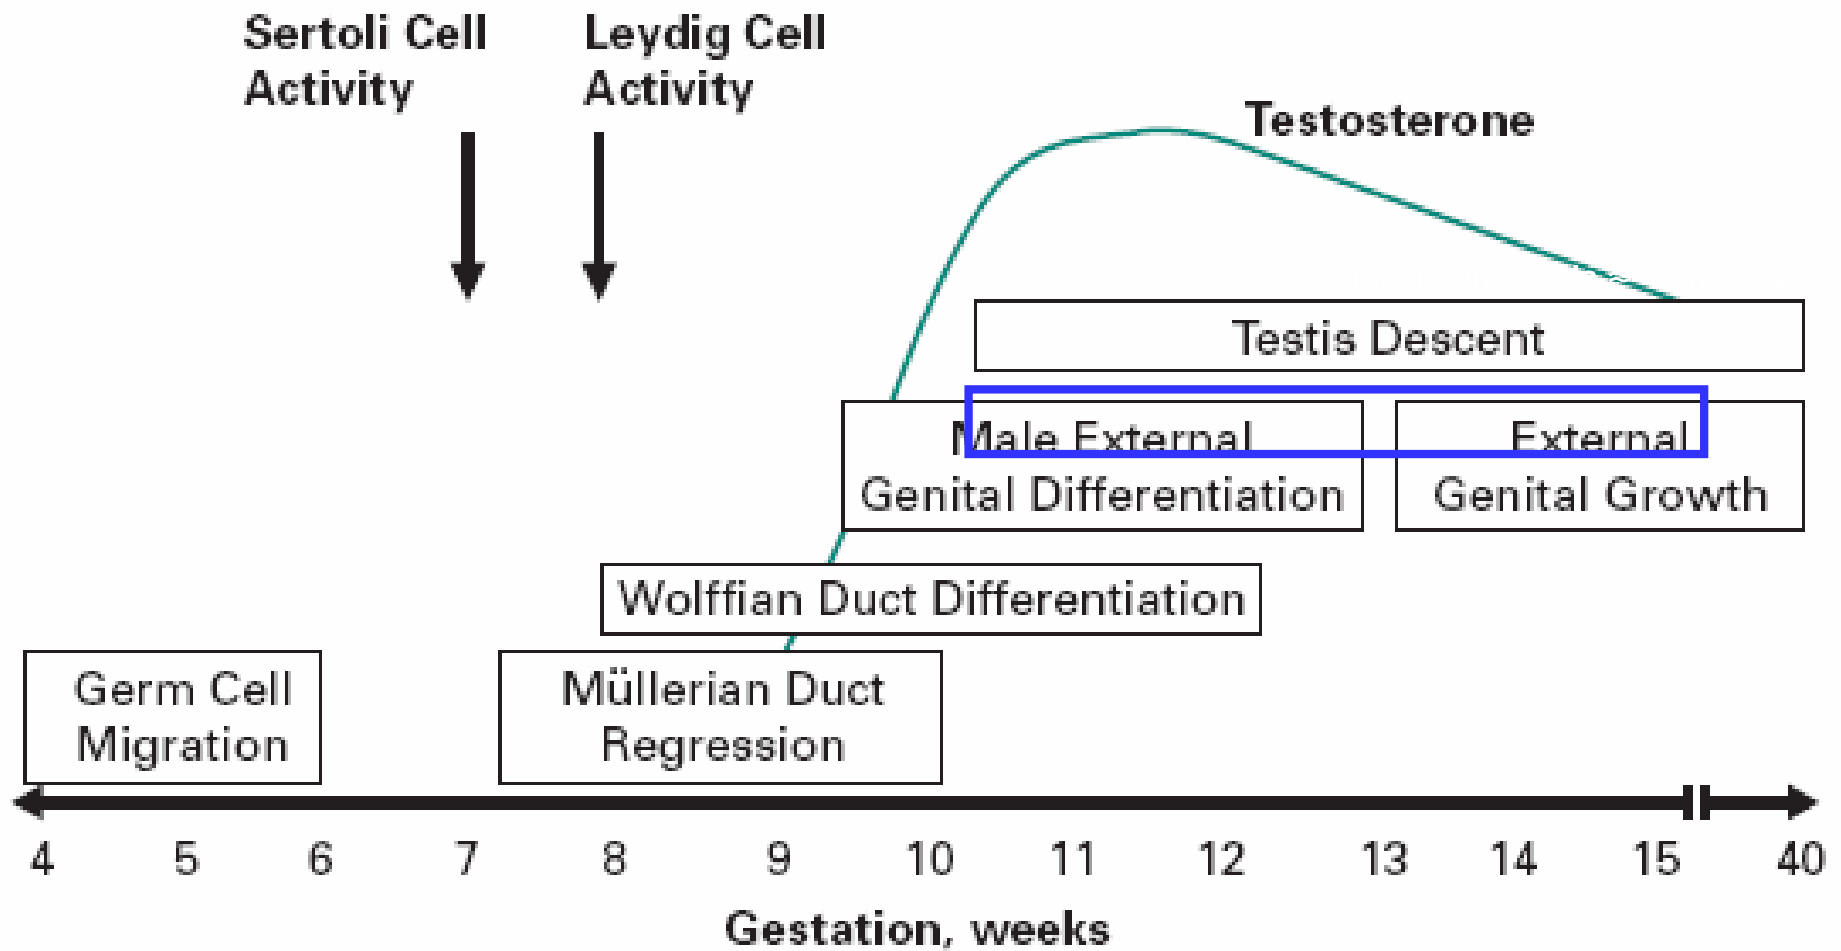 Sertoli Cell
Activity
Leydig Cell
Activity
Testosterone
Testis Descent
Male External
Genital Differentiation
External
Genital Growth
Wolffian Duct Differentiation
Germ Cell
Migration
Müllerian Duct
Regression
4 5 6 7 8 9 10 11 12 13 14 15 40
Gestation, weeks